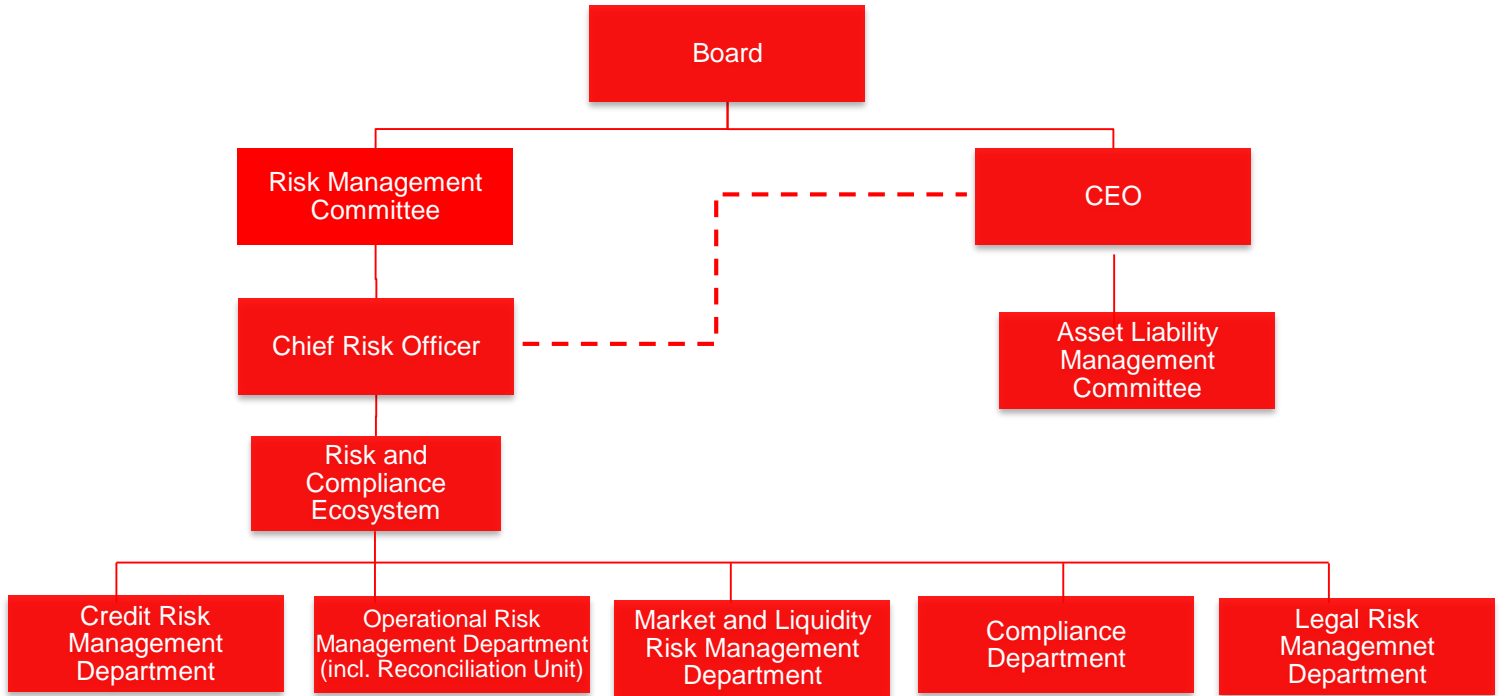 Board
Risk Management
Committee
CEO
Chief Risk Officer
Asset Liability
Management
Committee
Risk and
Compliance
Ecosystem
Credit Risk
Management
Department
Operational Risk
Management Department
(incl. Reconciliation Unit)
Market and Liquidity
Risk Management
Department
Compliance
Department
Legal Risk
Managemnet
Department